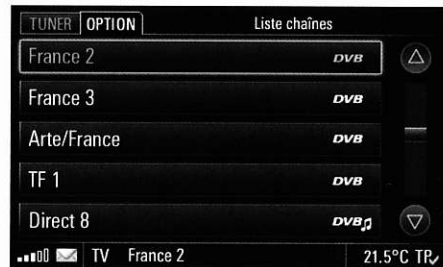 TUNER OPTION Liste chaînes
France 2 DVB
France 3 DVB
Arte/France DVB
TF 1 DVB
Direct 8 DVB
TV France 2 21.5°C TP